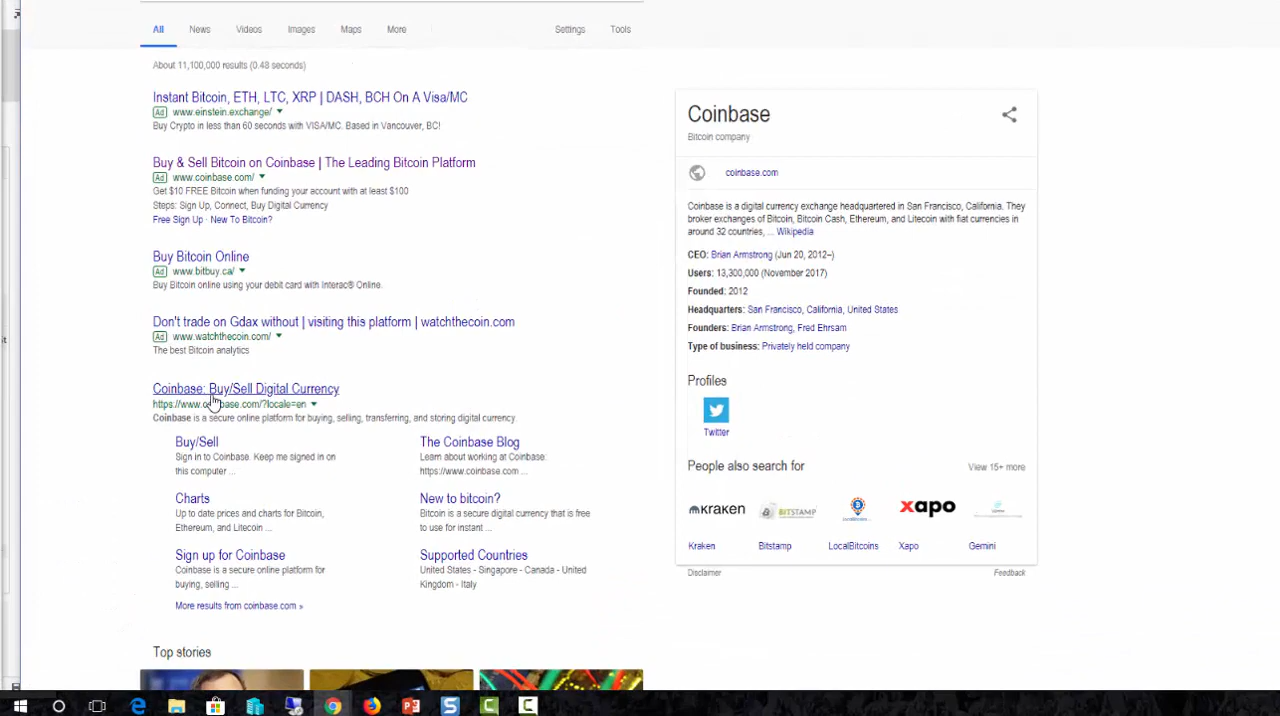 All News Videos Images Maps More Settings Tools
About 11,100,000 results (0.48 seconds)
Instant Bitcoin, ETH, LTC, XRP | DASH, BCH On A Visa/MC
Ad www.einstein.exchange/
Buy Crypto in less than 60 seconds with VISA/MC. Based in Vancouver, BC!
Buy & Sell Bitcoin on Coinbase | The Leading Bitcoin Platform
Ad www.coinbase.com/
Get $10 FREE Bitcoin when funding your account with at least $100
Steps: Sign Up, Connect, Buy Digital Currency
Free Sign Up · New To Bitcoin?
Buy Bitcoin Online
Ad www.bitbuy.ca/
Buy Bitcoin online using your debit card with Interac® Online.
Don't trade on Gdax without | visiting this platform | watchthecoin.com
Ad www.watchthecoin.com/
The best Bitcoin analytics
Coinbase: Buy/Sell Digital Currency
https://www.coinbase.com/?locale=en
Coinbase is a secure online platform for buying, selling, transferring, and storing digital currency.
Buy/Sell
Sign in to Coinbase. Keep me signed in on
this computer ...
The Coinbase Blog
Learn about working at Coinbase:
https://www.coinbase.com ...
Charts
Up to date prices and charts for Bitcoin,
Ethereum, and Litecoin ...
New to bitcoin?
Bitcoin is a secure digital currency that is free
to use for instant ...
Sign up for Coinbase
Coinbase is a secure online platform for
buying, selling ...
Supported Countries
United States - Singapore - Canada - United
Kingdom - Italy
More results from coinbase.com »
Top stories
Coinbase
Bitcoin company
coinbase.com
Coinbase is a digital currency exchange headquartered in San Francisco, California. They
broker exchanges of Bitcoin, Bitcoin Cash, Ethereum, and Litecoin with fiat currencies in
around 32 countries, ... Wikipedia
CEO: Brian Armstrong (Jun 20, 2012–)
Users: 13,300,000 (November 2017)
Founded: 2012
Headquarters: San Francisco, California, United States
Founders: Brian Armstrong, Fred Ehrsam
Type of business: Privately held company
Profiles
Twitter
People also search for
View 15+ more
kraken BITSTAMP xapo
Kraken Bitstamp LocalBitcoins Xapo Gemini
Disclaimer Feedback